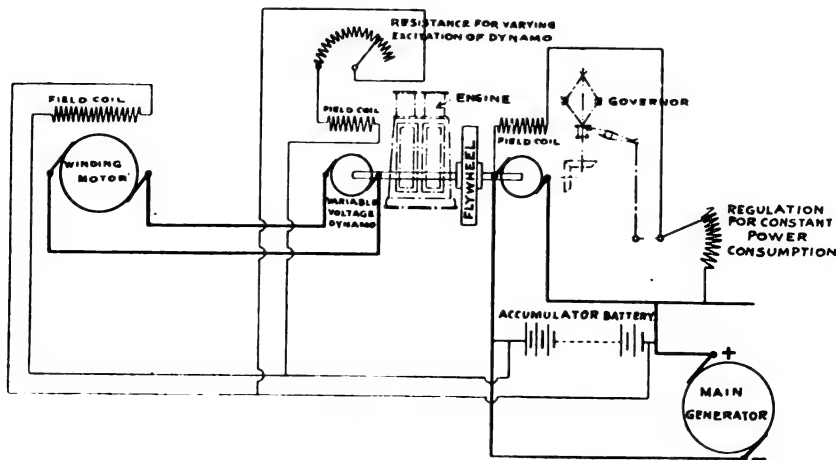 RESISTANCE FOR VARYING
EXCITATION OF DYNAMO
FIELD COIL
ENGINE
GOVERNOR
FIELD COIL
FIELD COIL
WINDING
MOTOR
VARIABLE
VOLTAGE
DYNAMO
FLYWHEEL
REGULATION
FOR CONSTANT
POWER
CONSUMPTION
ACCUMULATOR BATTERY
+
MAIN
GENERATOR
-